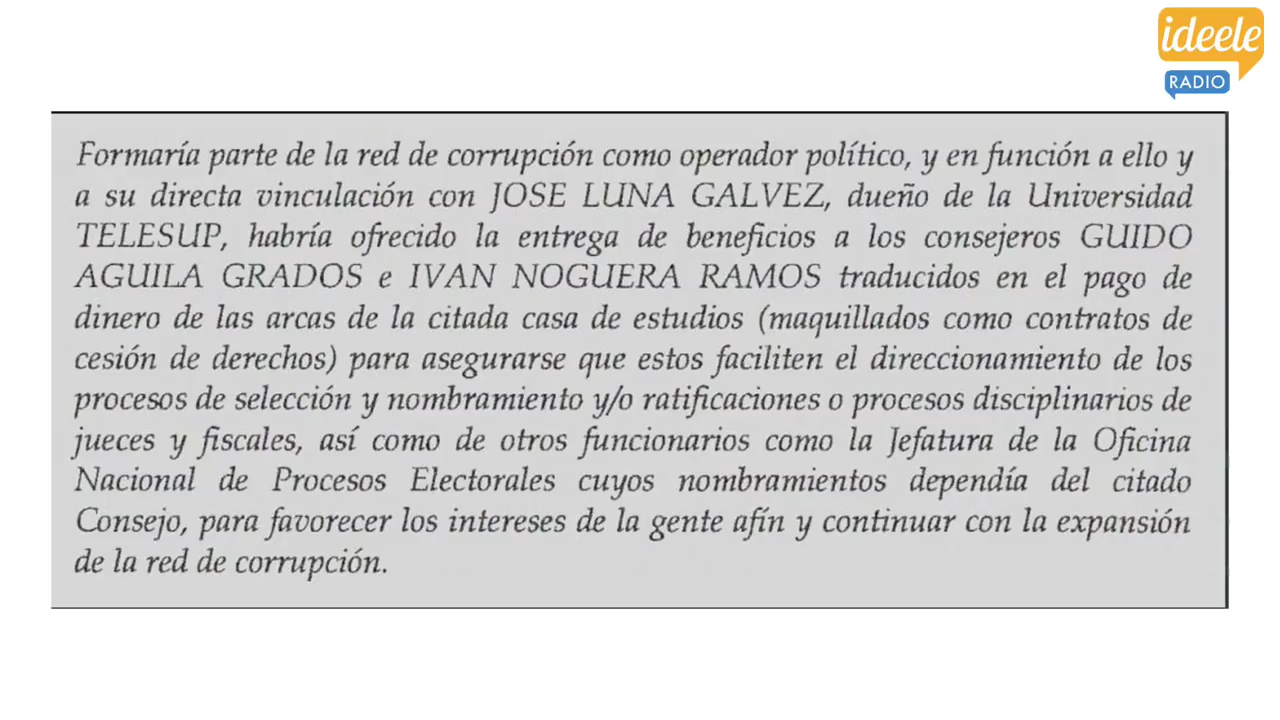 ideele
RADIO
Formaría parte de la red de corrupción como operador político, y en función a ello y
a su directa vinculación con JOSE LUNA GALVEZ, dueño de la Universidad
TELESUP, habría ofrecido la entrega de beneficios a los consejeros GUIDO
AGUILA GRADOS e IVAN NOGUERA RAMOS traducidos en el pago de
dinero de las arcas de la citada casa de estudios (maquillados como contratos de
cesión de derechos) para asegurarse que estos faciliten el direccionamiento de los
procesos de selección y nombramiento y/o ratificaciones o procesos disciplinarios de
jueces y fiscales, así como de otros funcionarios como la Jefatura de la Oficina
Nacional de Procesos Electorales cuyos nombramientos dependía del citado
Consejo, para favorecer los intereses de la gente afín y continuar con la expansión
de la red de corrupción.